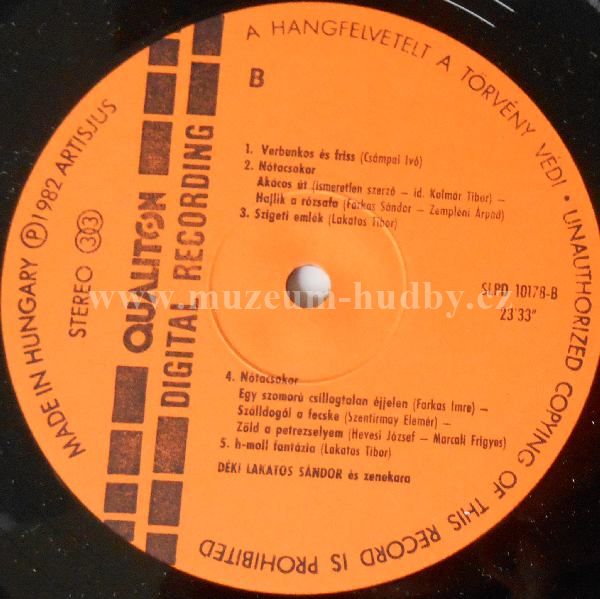 A HANGFELVETELT A TÖRVÉNY VÉDI • UNAUTHORIZED COPYING OF THIS RECORD IS PROHIBITED
MADE IN HUNGARY Ⓟ 1982 ARTISJUS
STEREO 33
QUALITON
DIGITAL RECORDING
B
1. Verbunkos és friss (Csámpai Ivó)
2. Nótacsokor
Akácos út (ismeretlen szerző – id. Kalmár Tibor) –
Hajlik a rózsafa (Farkas Sándor – Zempléni Árpád)
3. Szigeti emlék (Lakatos Tibor)
SLPD 10178-B
23'33"
www.muzeum-hudby.cz
4. Nótacsokor
Egy szomorú csillogtalan éjjelen (Farkas Imre) –
Szálldogál a fecske (Szentirmay Elemér) –
Zöld a petrezselyem (Hevesi József – Marcali Frigyes)
5. h-moll fantázia (Lakatos Tibor)
DÉKI LAKATOS SÁNDOR és zenekara